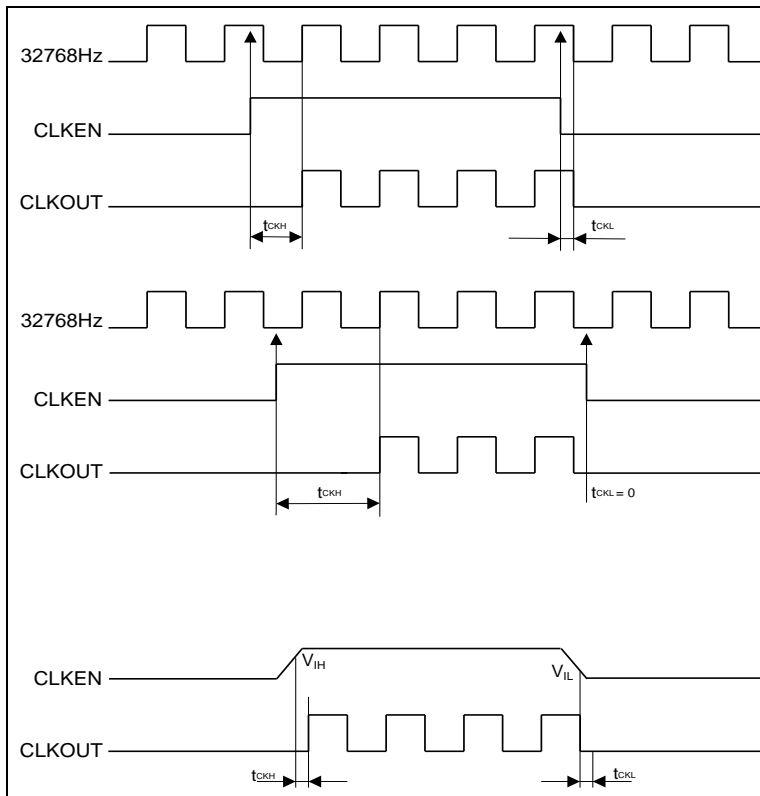 32768Hz
CLKEN
CLKOUT
tCKH
tCKL
32768Hz
CLKEN
CLKOUT
tCKH
tCKL = 0
CLKEN
VIH
VIL
CLKOUT
tCKH
tCKL